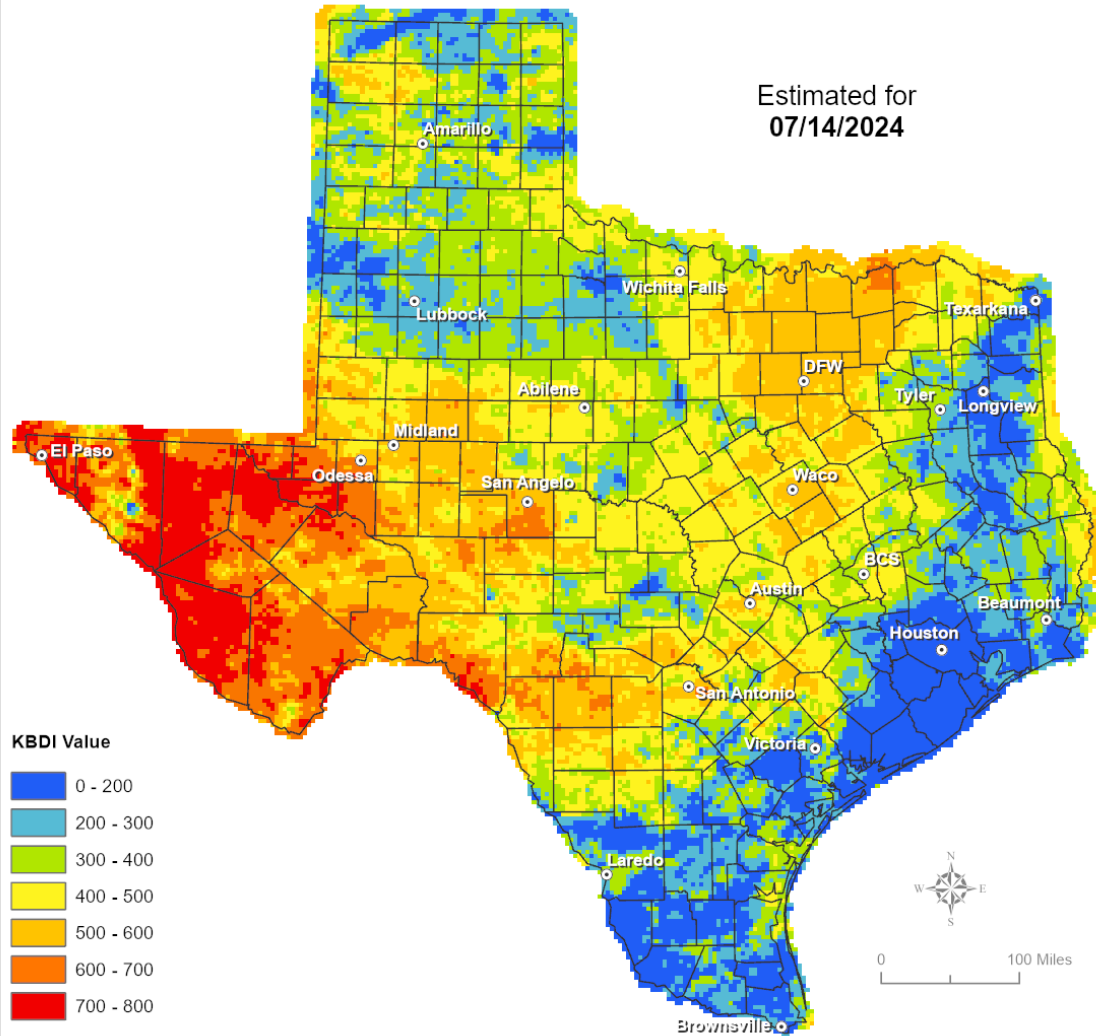 Estimated for
07/14/2024
Amarillo
Wichita Falls
Lubbock
Texarkana
DFW
Abilene
Tyler
Longview
Midland
El Paso
Odessa
San Angelo
Waco
BCS
Austin
Beaumont
Houston
San Antonio
Victoria
Laredo
Brownsville
KBDI Value
0 - 200
200 - 300
300 - 400
400 - 500
500 - 600
600 - 700
700 - 800
N
W E
S
0 100 Miles